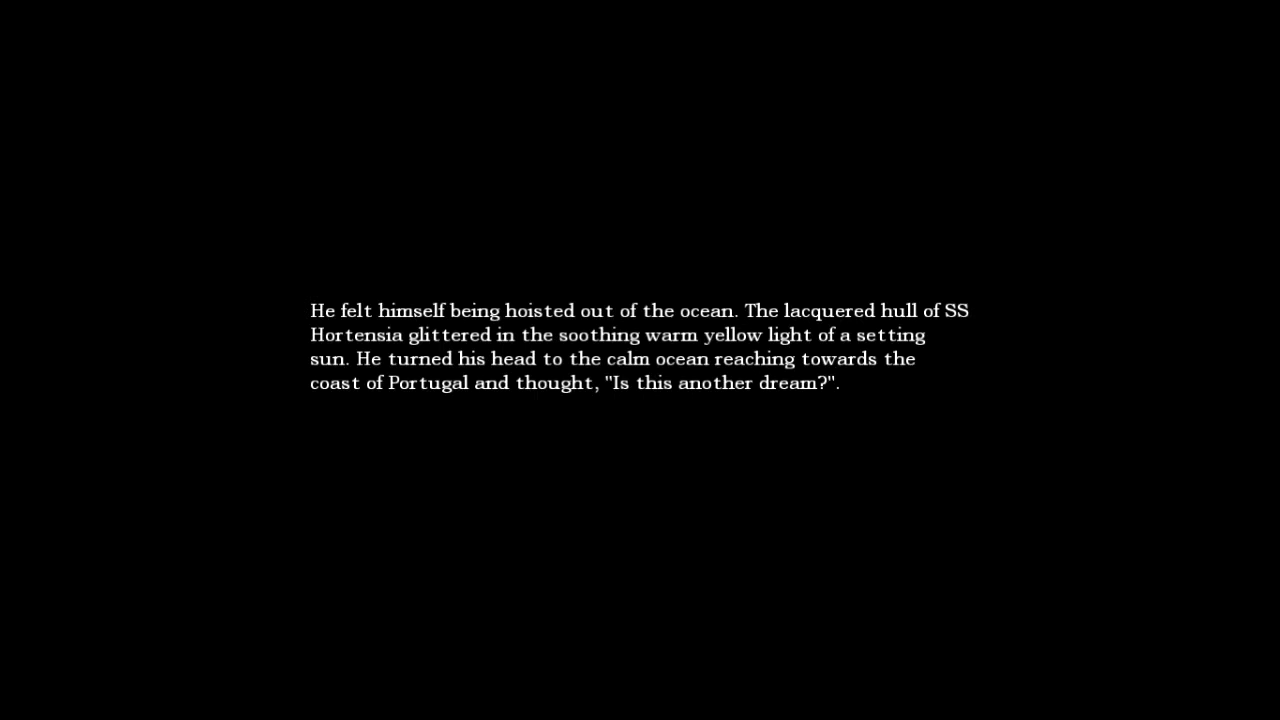 He felt himself being hoisted out of the ocean. The lacquered hull of SS
Hortensia glittered in the soothing warm yellow light of a setting
sun. He turned his head to the calm ocean reaching towards the
coast of Portugal and thought, "Is this another dream?".